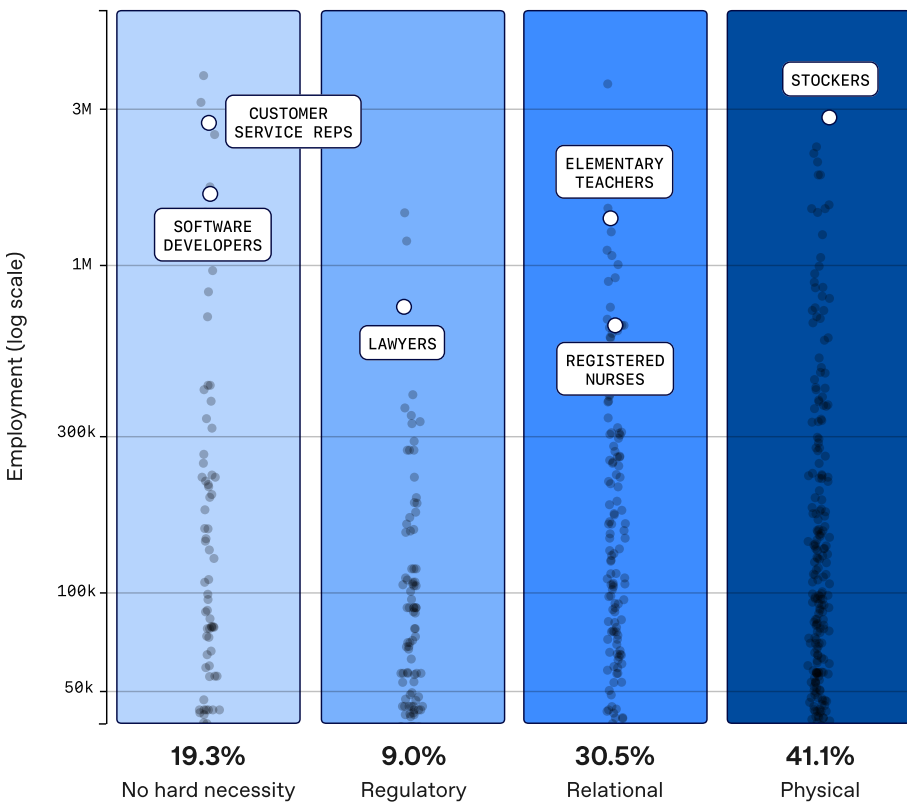 STOCKERS
3M
CUSTOMER
SERVICE REPS
ELEMENTARY
TEACHERS
SOFTWARE
DEVELOPERS
Employment (log scale)
1M
LAWYERS
REGISTERED
NURSES
300k
100k
50k
19.3%
9.0%
30.5%
41.1%
No hard necessity
Regulatory
Relational
Physical